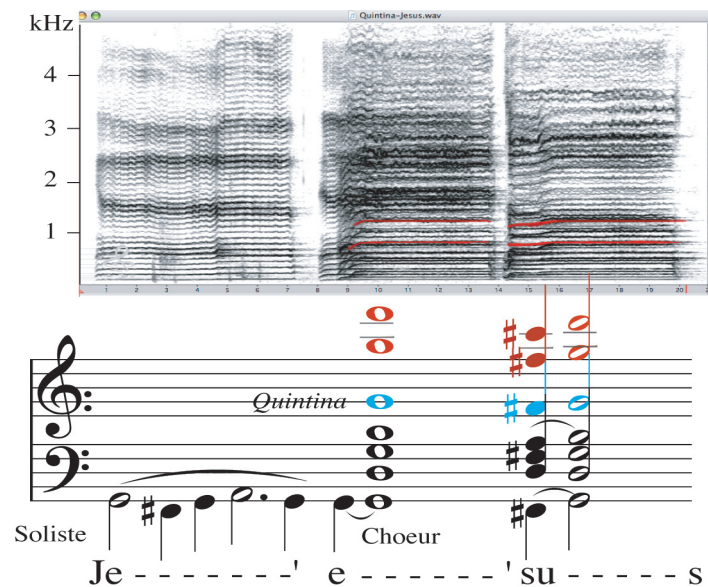 Quintina-Jesus.wav
kHz
4
3
2
1
1 2 3 4 5 6 7 8 9 10 11 12 13 14 15 16 17 18 19 20
Quintina
Soliste
Choeur
Je - - - - - - - ' e - - - - - - - ' su - - - - - s